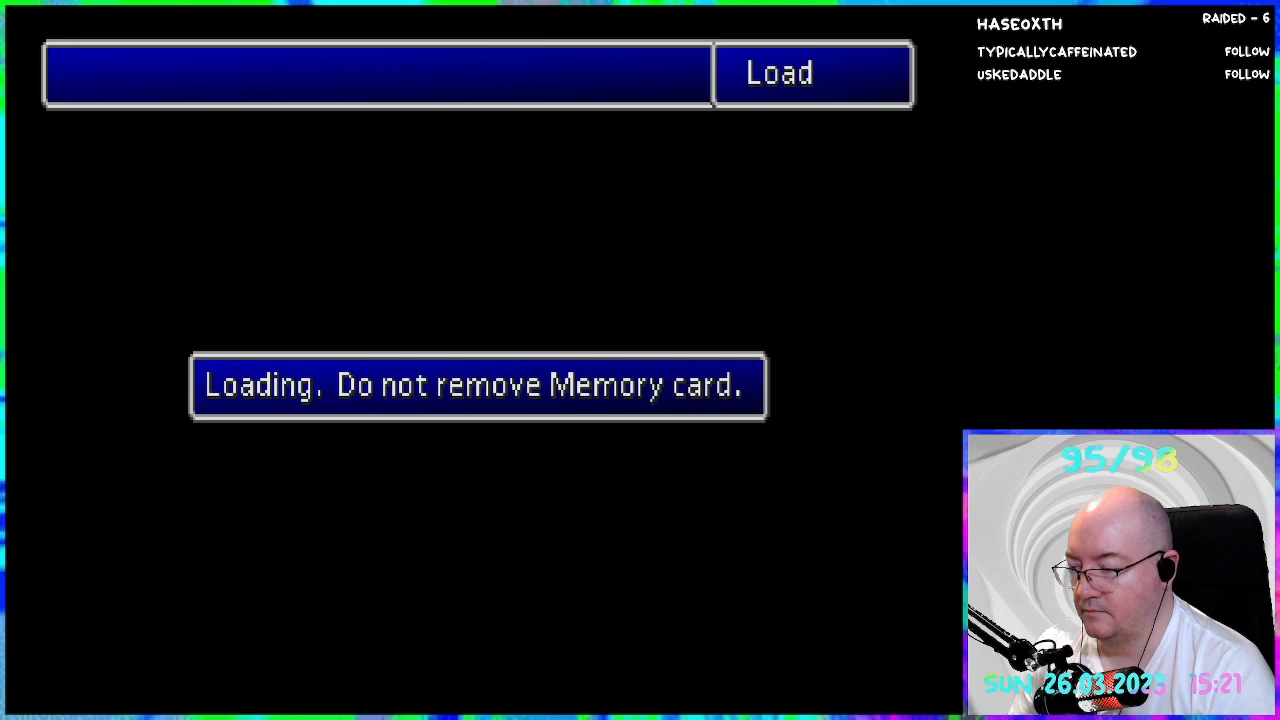 Load
Loading. Do not remove Memory card.
HASEOXTH RAIDED - 6
TYPICALLYCAFFEINATED FOLLOW
USKEDADDLE FOLLOW
95/98
SUN 26.03.2023 15:21